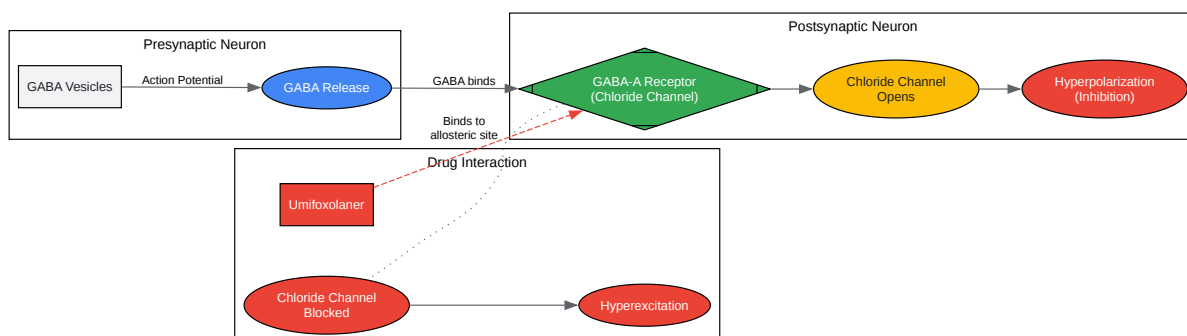 Postsynaptic Neuron
Presynaptic Neuron
GABA Vesicles
Action Potential
GABA Release
GABA binds
GABA-A Receptor
(Chloride Channel)
Chloride Channel
Opens
Hyperpolarization
(Inhibition)
Binds to
allosteric site
Drug Interaction
Umifoxolaner
Chloride Channel
Blocked
Hyperexcitation